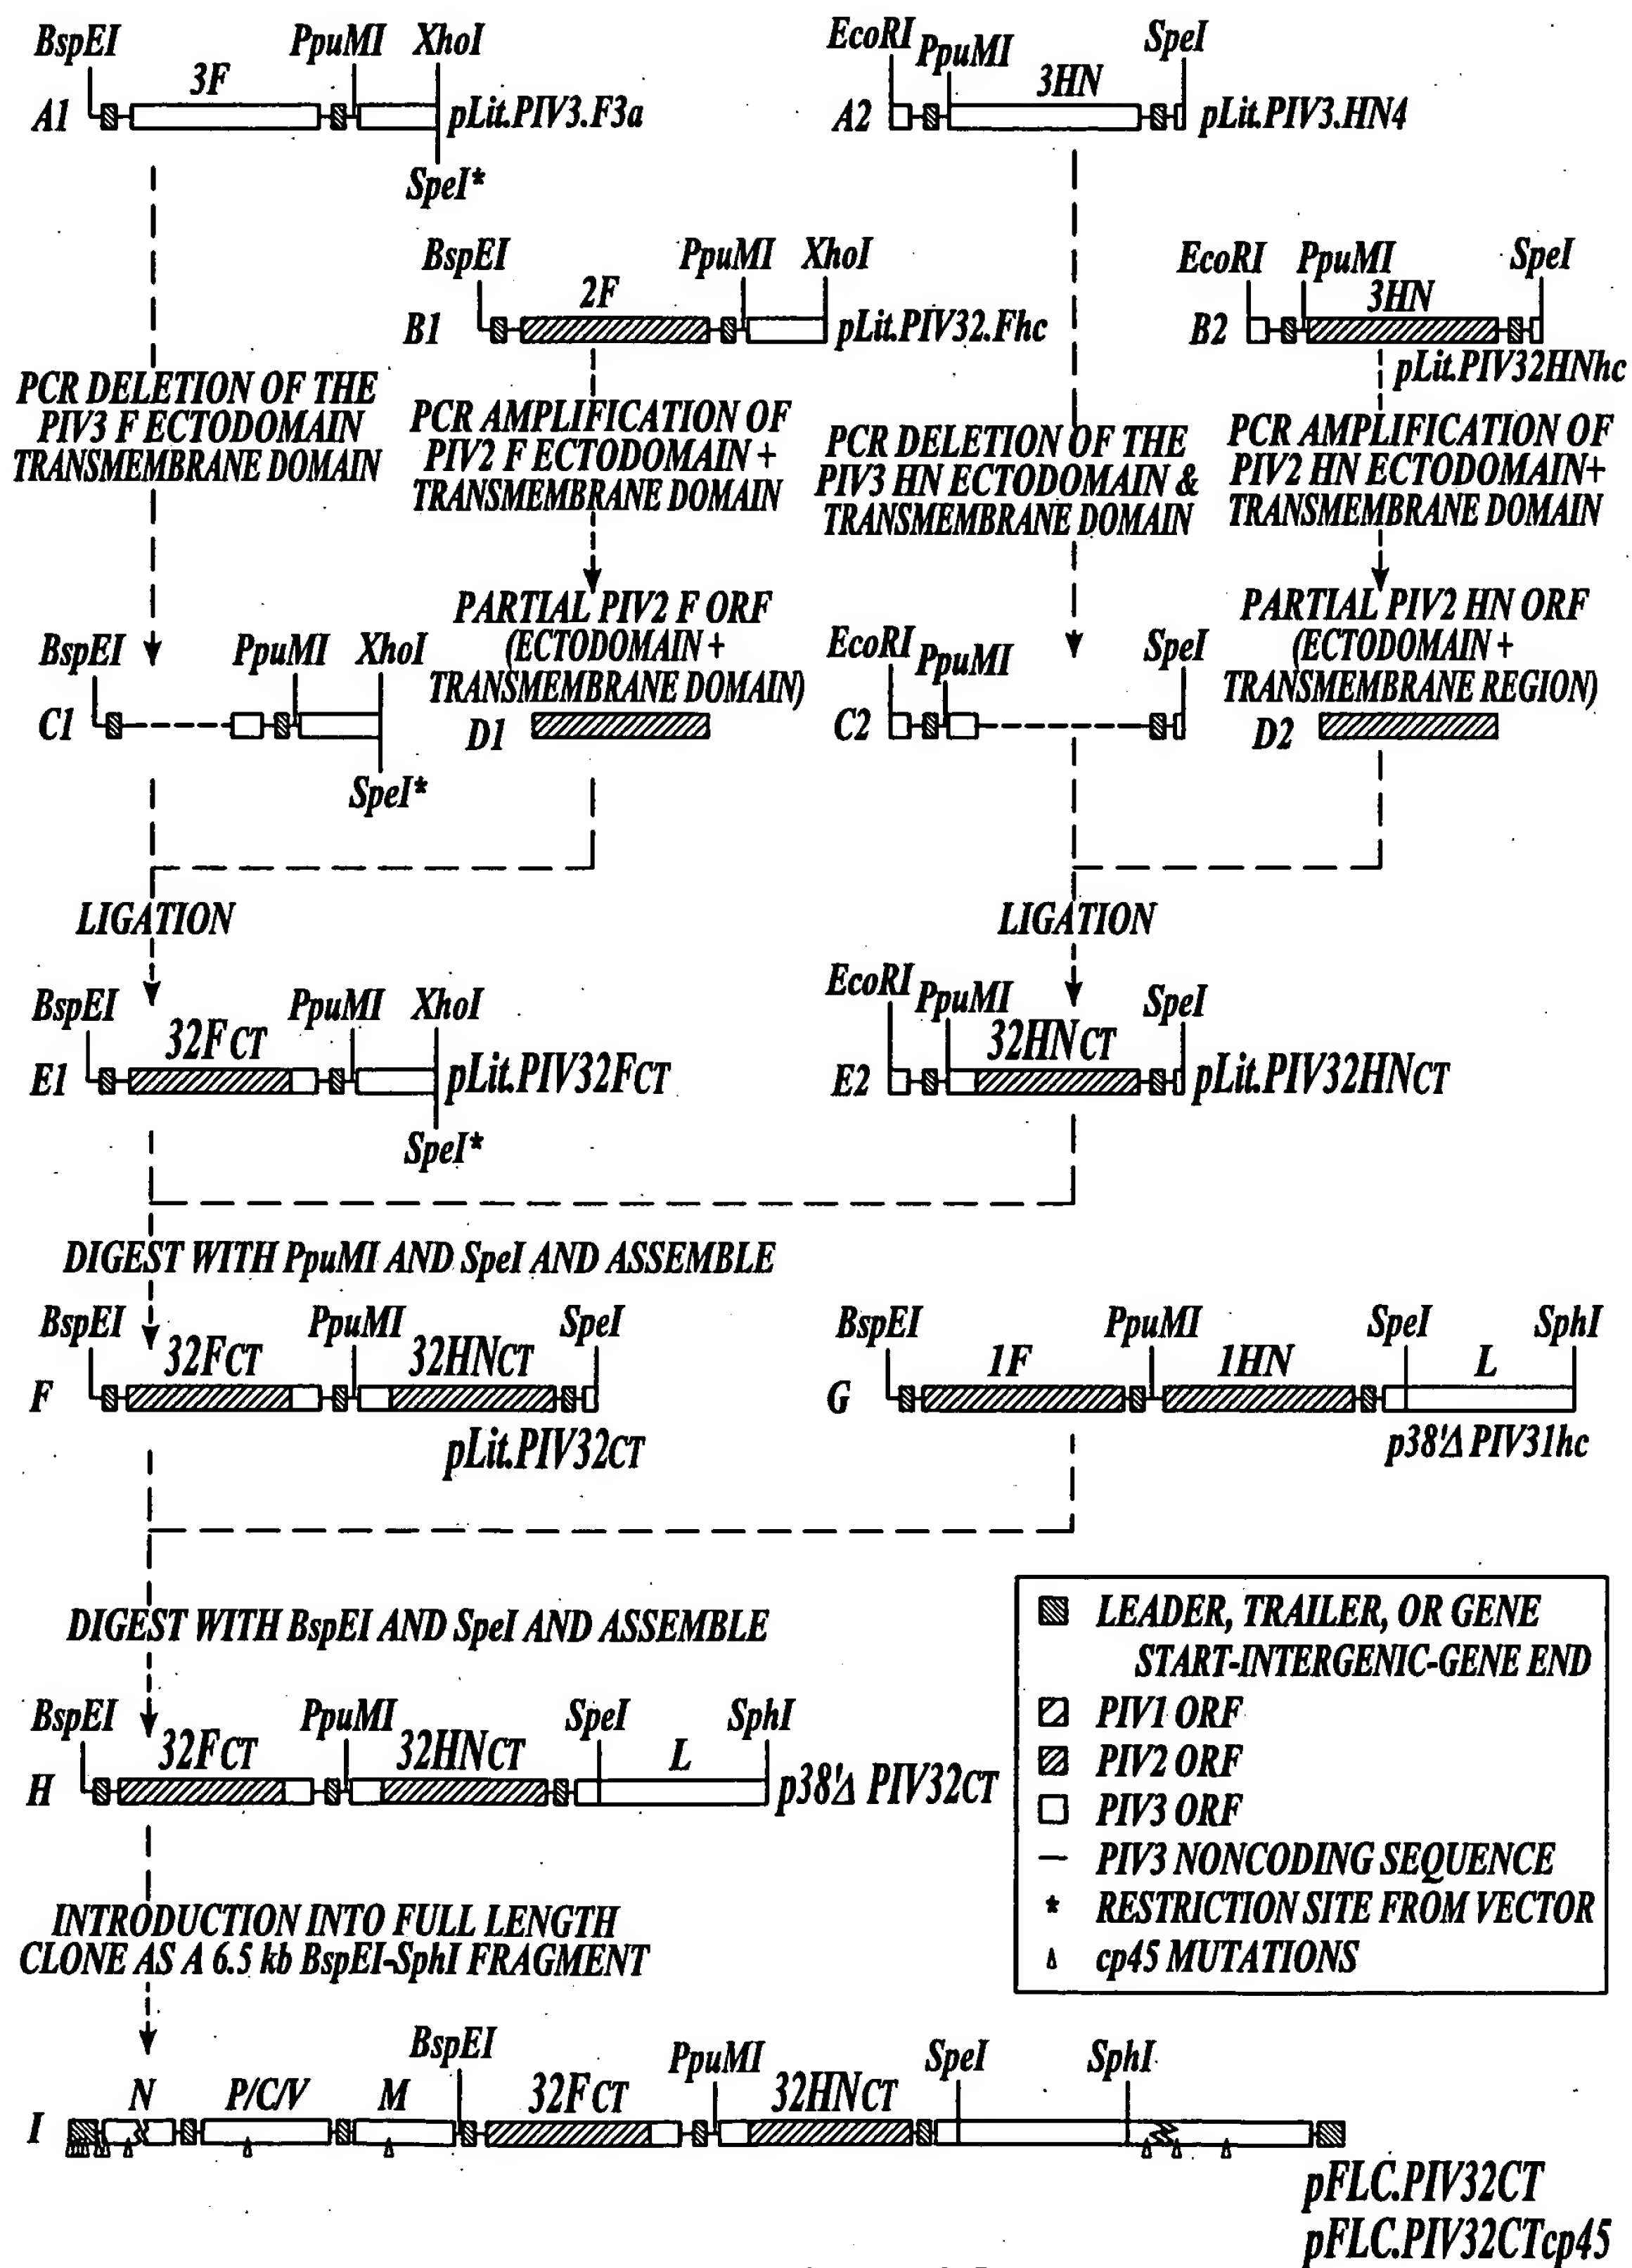 BspEI PpuMI XhoI
3F
A1 pLit.PIV3.F3a
SpeI*
EcoRI PpuMI SpeI
3HN
A2 pLit.PIV3.HN4
BspEI PpuMI XhoI
2F
B1 pLit.PIV32.Fhc
EcoRI PpuMI SpeI
3HN
B2 pLit.PIV32HNhc
PCR DELETION OF THE
PIV3 F ECTODOMAIN
TRANSMEMBRANE DOMAIN
PCR AMPLIFICATION OF
PIV2 F ECTODOMAIN +
TRANSMEMBRANE DOMAIN
PCR DELETION OF THE
PIV3 HN ECTODOMAIN &
TRANSMEMBRANE DOMAIN
PCR AMPLIFICATION OF
PIV2 HN ECTODOMAIN+
TRANSMEMBRANE DOMAIN
BspEI PpuMI XhoI
C1
SpeI*
PARTIAL PIV2 F ORF
(ECTODOMAIN +
TRANSMEMBRANE DOMAIN)
D1
EcoRI PpuMI SpeI
C2
PARTIAL PIV2 HN ORF
(ECTODOMAIN +
TRANSMEMBRANE REGION)
D2
LIGATION
LIGATION
BspEI PpuMI XhoI
32FCT
E1 pLit.PIV32FCT
SpeI*
EcoRI PpuMI SpeI
32HNCT
E2 pLit.PIV32HNCT
DIGEST WITH PpuMI AND SpeI AND ASSEMBLE
BspEI PpuMI SpeI
32FCT 32HNCT
F
pLit.PIV32CT
BspEI PpuMI SpeI SphI
1F 1HN L
G
p38'Δ PIV31hc
DIGEST WITH BspEI AND SpeI AND ASSEMBLE
BspEI PpuMI SpeI SphI
32FCT 32HNCT L
H p38'Δ PIV32CT
LEADER, TRAILER, OR GENE
START-INTERGENIC-GENE END
PIV1 ORF
PIV2 ORF
PIV3 ORF
PIV3 NONCODING SEQUENCE
* RESTRICTION SITE FROM VECTOR
cp45 MUTATIONS
INTRODUCTION INTO FULL LENGTH
CLONE AS A 6.5 kb BspEI-SphI FRAGMENT
BspEI PpuMI SpeI SphI
N P/C/V M 32FCT 32HNCT
I
pFLC.PIV32CT
pFLC.PIV32CTcp45